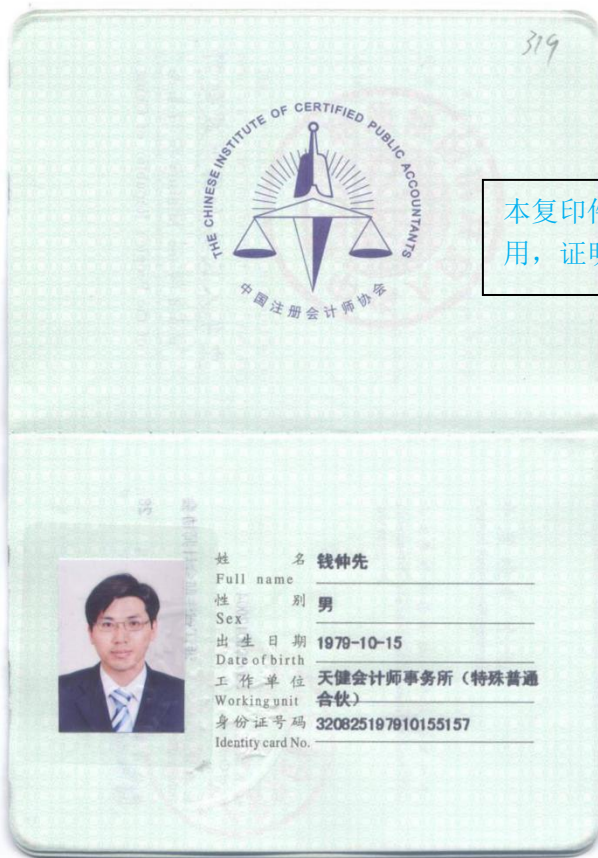 319
THE CHINESE INSTITUTE OF CERTIFIED PUBLIC ACCOUNTANTS
中国注册会计师协会
本复印件
用，证明
姓 名 钱仲先
Full name
性 别 男
Sex
出生日期 1979-10-15
Date of birth
工作单位 天健会计师事务所（特殊普通
Working unit 合伙）
身份证号码 320825197910155157
Identity card No.